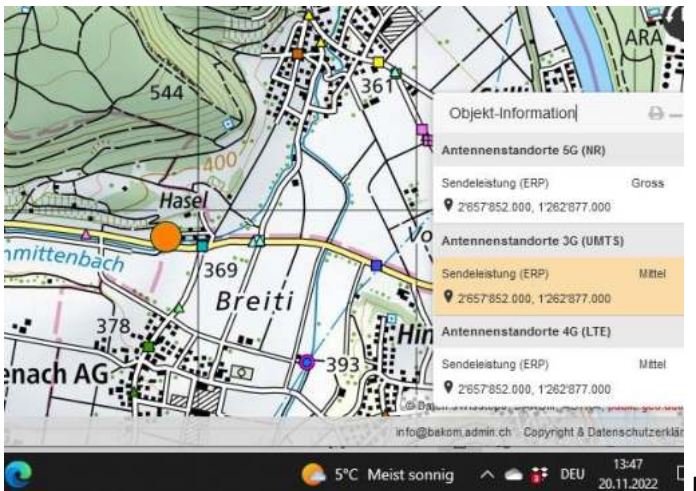 ARA
544
361
Objekt-Information
Antennenstandorte 5G (NR)
400
Sendeleistung (ERP) Gross
2'657'852.000, 1'262'877.000
Hasel
Antennenstandorte 3G (UMTS)
Sendeleistung (ERP) Mittel
2'657'852.000, 1'262'877.000
mittenbach
369
Breiti
Antennenstandorte 4G (LTE)
378
Hin
Sendeleistung (ERP) Mittel
393
enach AG
2'657'852.000, 1'262'877.000
info@bakom.admin.ch Copyright & Datenschutzerklär
5°C Meist sonnig
DEU
13:47
20.11.2022